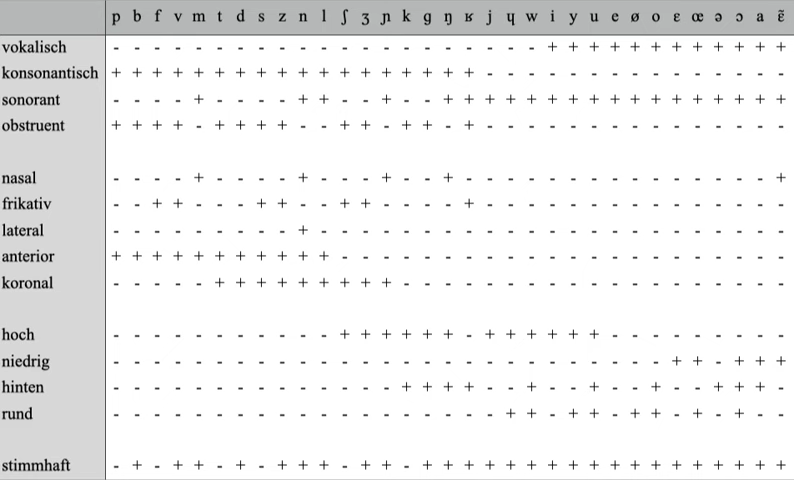 p b f v m t d s z n l ʃ ʒ ɲ k g ŋ ʁ j ɥ w i y u e ø o ɛ œ ə ɔ a ɛ̃
vokalisch - - - - - - - - - - - - - - - - - - - - - + + + + + + + + + + + +
konsonantisch + + + + + + + + + + + + + + + + + + - - - - - - - - - - - - - - -
sonorant - - - - + - - - - + + - - + - - + + + + + + + + + + + + + + + + +
obstruent + + + + - + + + + - - + + - + + - + - - - - - - - - - - - - - - -
nasal - - - - + - - - - + - - - + - - + - - - - - - - - - - - - - - - +
frikativ - - + + - - - + + - - + + - - - - + - - - - - - - - - - - - - - -
lateral - - - - - - - - - + - - - - - - - - - - - - - - - - - - - - - - -
anterior + + + + + + + + + + + - - - - - - - - - - - - - - - - - - - - - -
koronal - - - - - + + + + + + + + + - - - - - - - - - - - - - - - - - - -
hoch - - - - - - - - - - - + + + + + + - + + + + + + - - - - - - - - -
niedrig - - - - - - - - - - - - - - - - - - - - - - - - - - - + + - + + +
hinten - - - - - - - - - - - - - - + + + + - - + - - + - - + - - + + + -
rund - - - - - - - - - - - - - - - - - - - + + - + + - + + - + - + - -
stimmhaft - + - + + - + - + + + - + + - + + + + + + + + + + + + + + + + + +